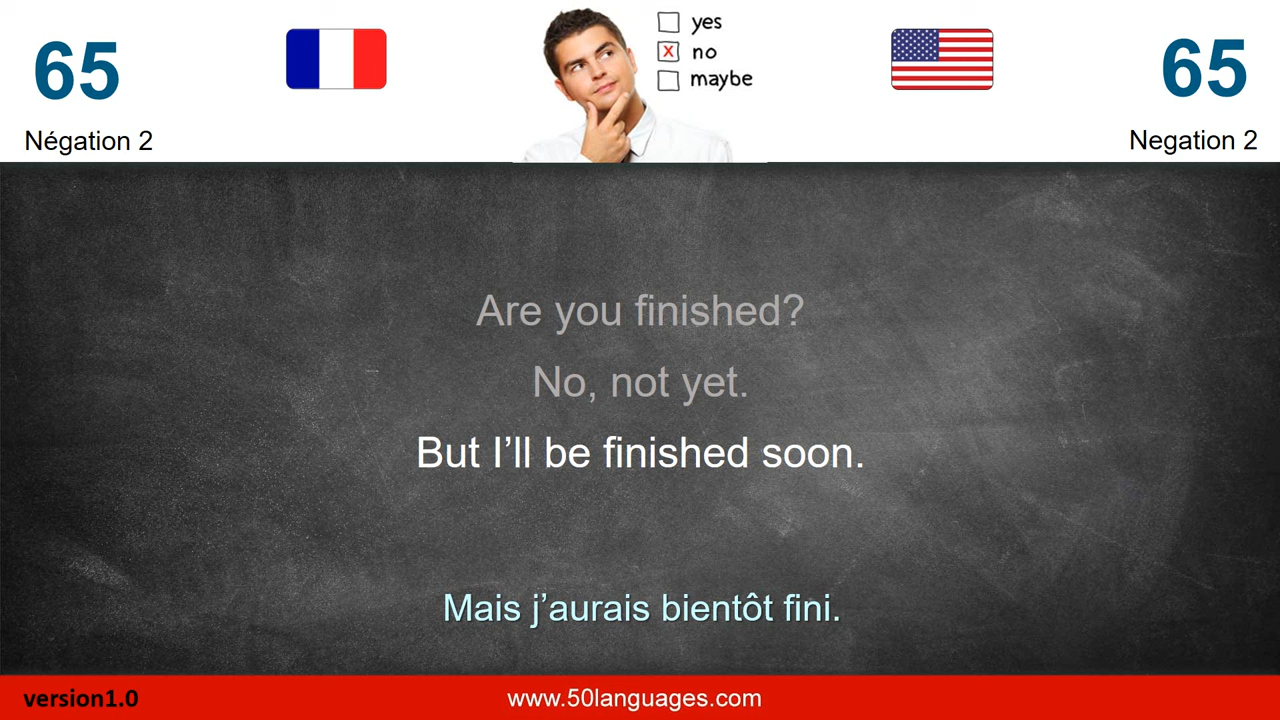 65
Négation 2
yes
x no
maybe
65
Negation 2
Are you finished?
No, not yet.
But I’ll be finished soon.
Mais j’aurais bientôt fini.
version1.0
www.50languages.com